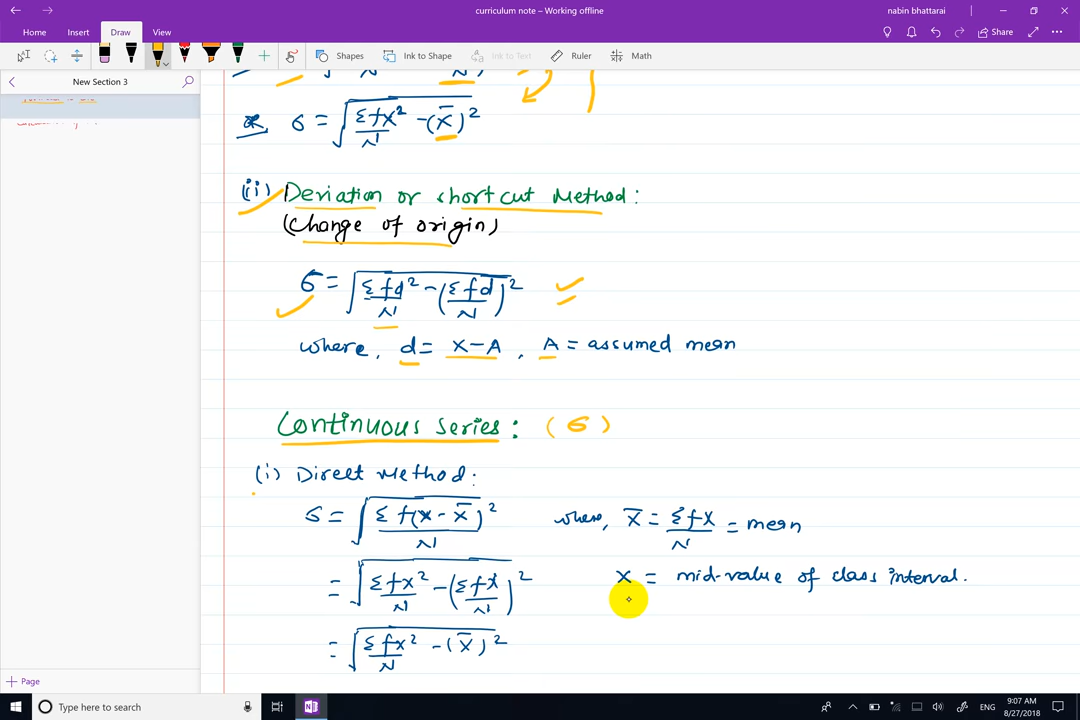 curriculum note – Working offline
nabin bhattarai
Home Insert Draw View
Share
Shapes Ink to Shape Ink to Text Ruler Math
New Section 3
or, σ = √(Σfx²/N − (x̄)²)
(ii) Deviation or shortcut Method:
(Change of origin)
σ = √(Σfd²/N − (Σfd/N)²)
where, d = x − A, A = assumed mean
Continuous series: (σ)
(i) Direct Method:
σ = √(Σf(x − x̄)²/N) where, x̄ = Σfx/N = mean
= √(Σfx²/N − (Σfx/N)²) x = mid-value of class interval.
= √(Σfx²/N − (x̄)²)
Page
Type here to search
ENG
9:07 AM
8/27/2018